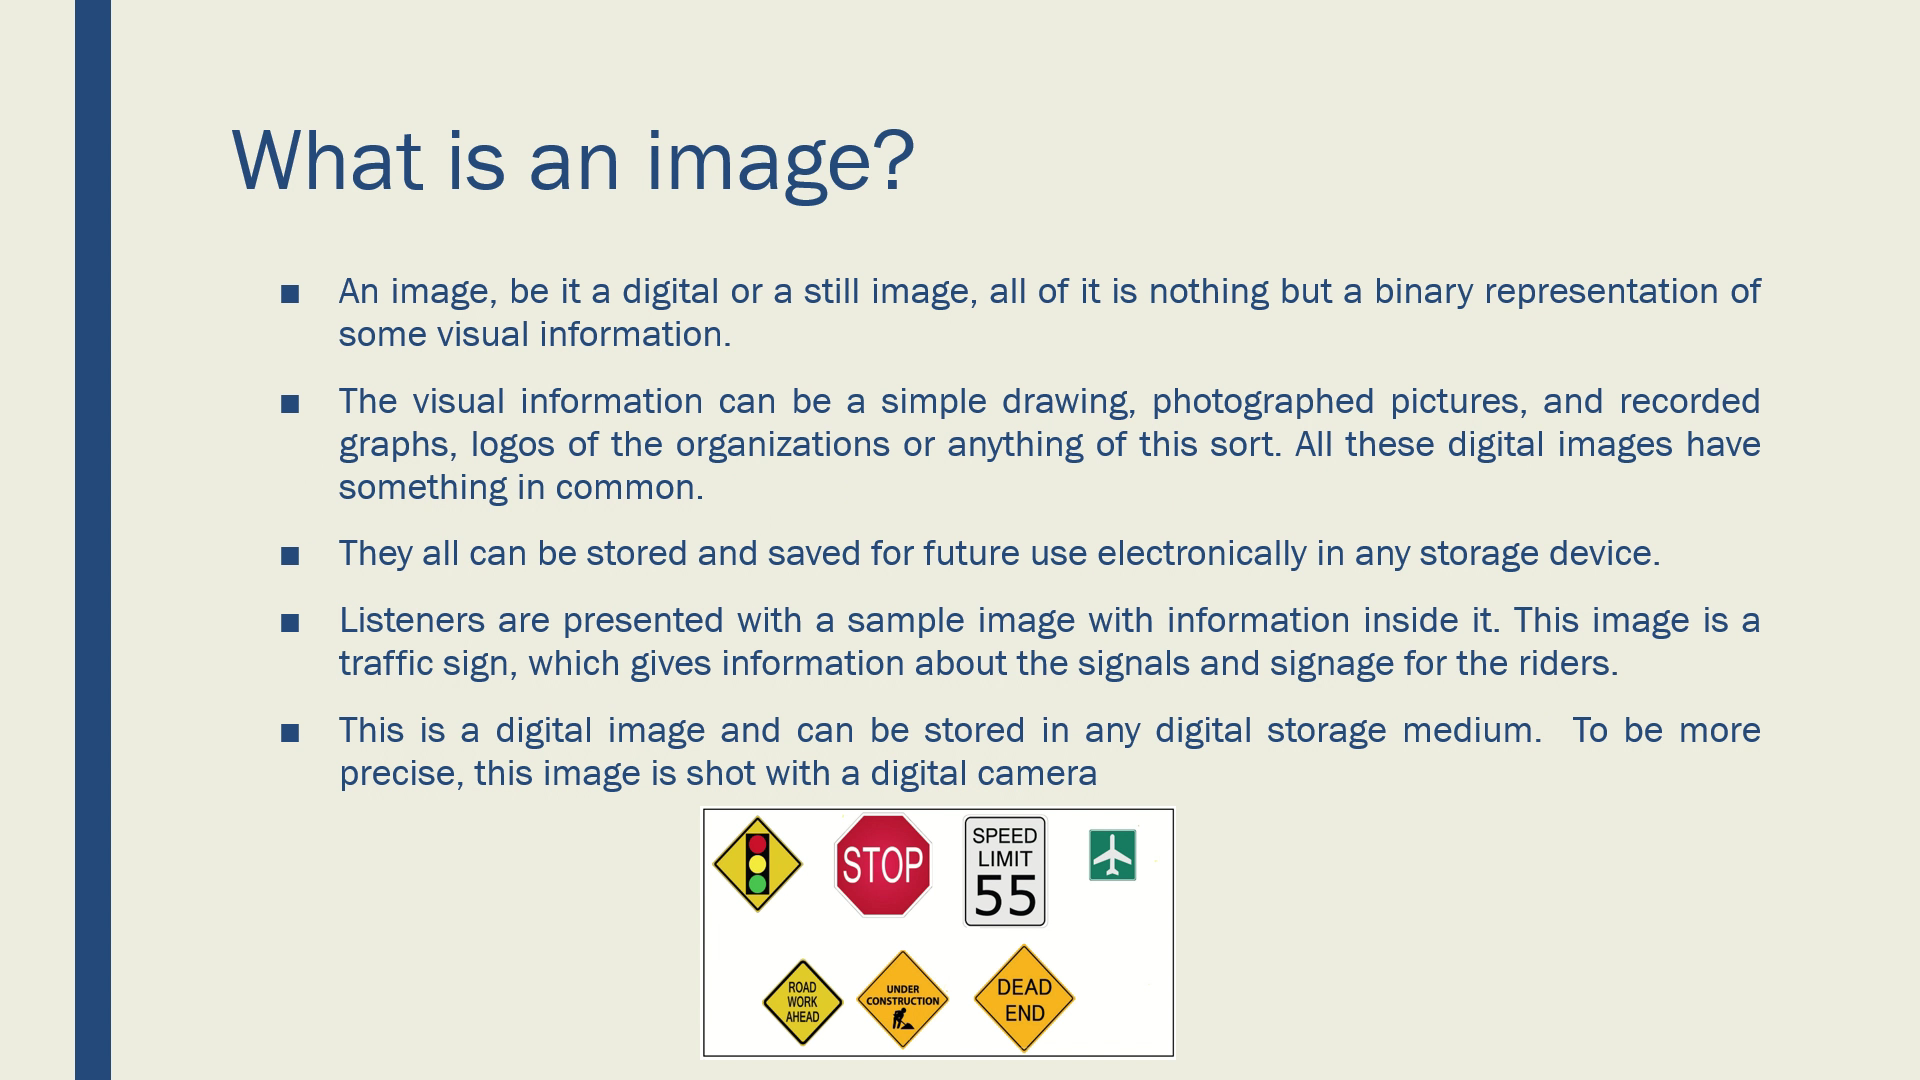 What is an image?
▪ An image, be it a digital or a still image, all of it is nothing but a binary representation of
some visual information.
▪ The visual information can be a simple drawing, photographed pictures, and recorded
graphs, logos of the organizations or anything of this sort. All these digital images have
something in common.
▪ They all can be stored and saved for future use electronically in any storage device.
▪ Listeners are presented with a sample image with information inside it. This image is a
traffic sign, which gives information about the signals and signage for the riders.
▪ This is a digital image and can be stored in any digital storage medium.  To be more
precise, this image is shot with a digital camera
STOP
SPEED
LIMIT
55
ROAD
WORK
AHEAD
UNDER
CONSTRUCTION
DEAD
END